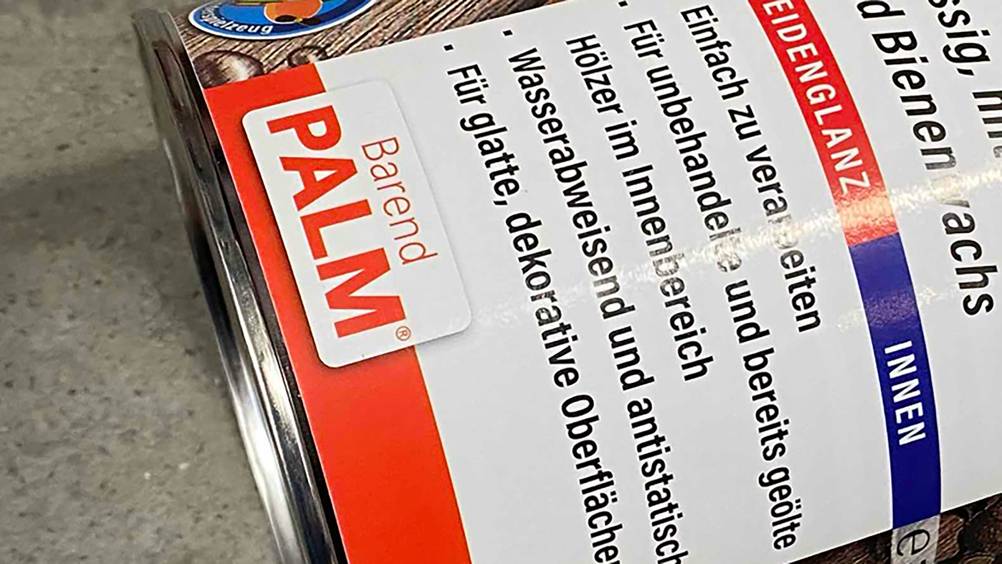 ssig, m
d Bienenwachs
EIDENGLANZ INNEN
Einfach zu verarbeiten
· Für unbehandelte und bereits geölte
Hölzer im Innenbereich
· Wasserabweisend und antistatisch
· Für glatte, dekorative Oberfläche
Barend
PALM®